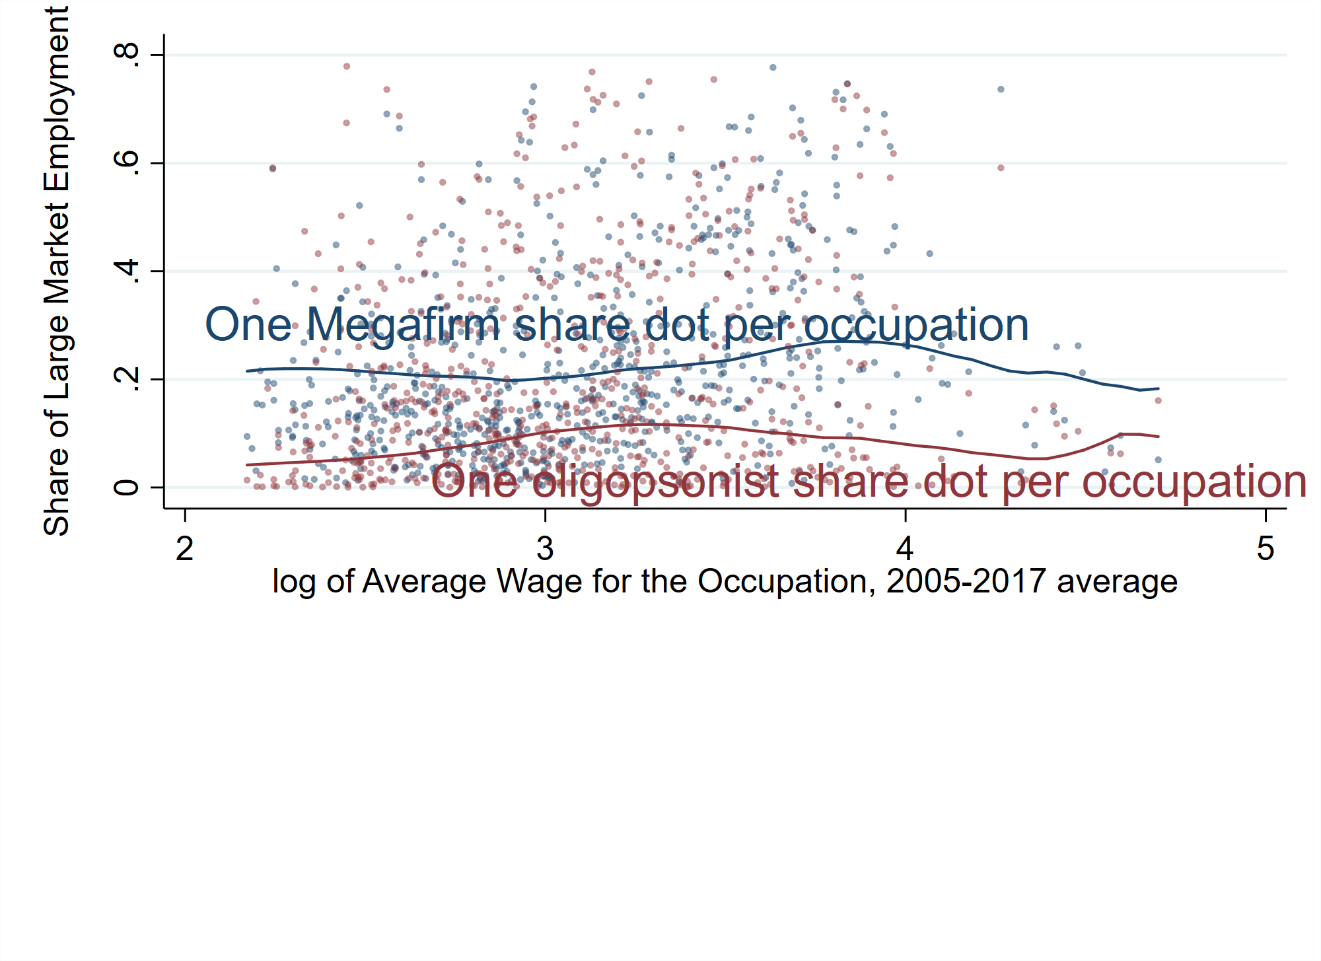 Share of Large Market Employment
.8
.6
.4
.2
0
One Megafirm share dot per occupation
One oligopsonist share dot per occupation
2 3 4 5
log of Average Wage for the Occupation, 2005-2017 average